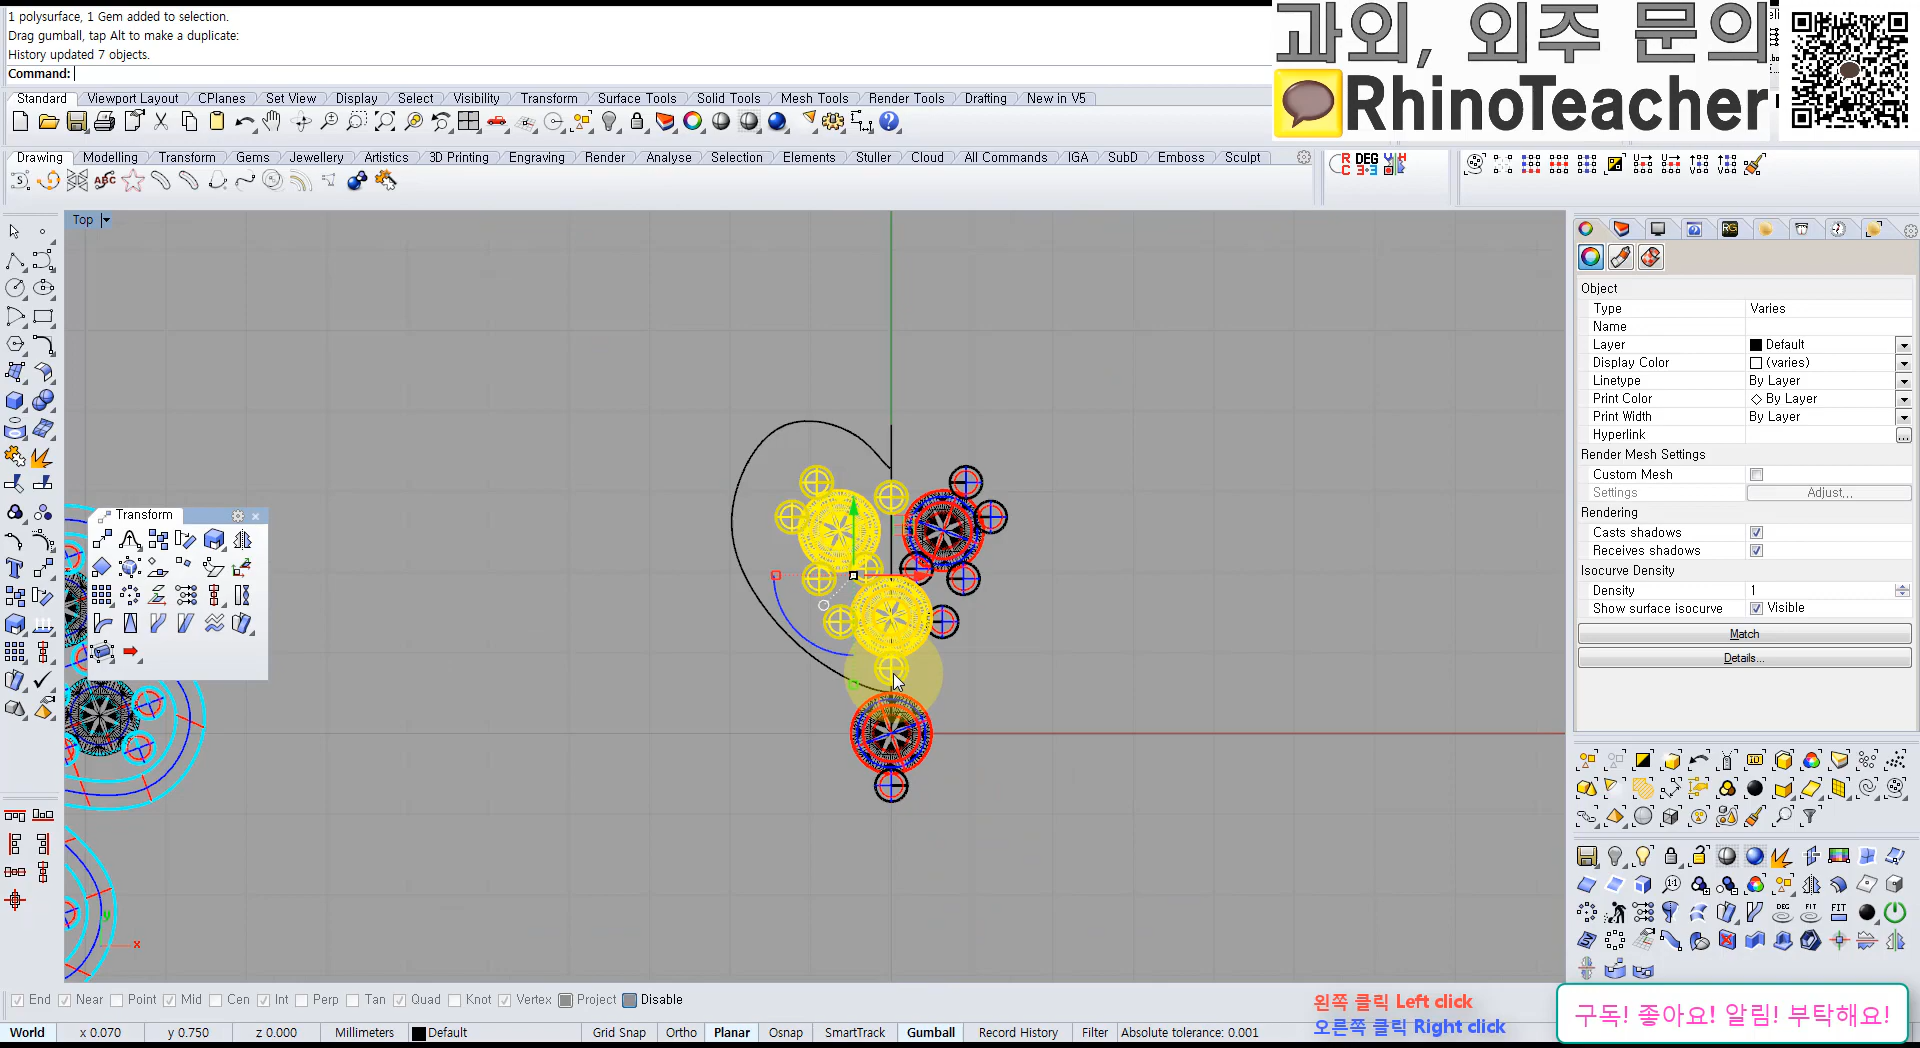 1 polysurface, 1 Gem added to selection.
Drag gumball, tap Alt to make a duplicate:
History updated 7 objects.
Command:
과외, 외주 문의
RhinoTeacher
Standard Viewport Layout CPlanes Set View Display Select Visibility Transform Surface Tools Solid Tools Mesh Tools Render Tools Drafting New in V5
Drawing Modelling Transform Gems Jewellery Artistics 3D Printing Engraving Render Analyse Selection Elements Stuller Cloud All Commands IGA SubD Emboss Sculpt
Top
Transform
Object
Type Varies
Name
Layer Default
Display Color (varies)
Linetype By Layer
Print Color By Layer
Print Width By Layer
Hyperlink ...
Render Mesh Settings
Custom Mesh
Settings Adjust...
Rendering
Casts shadows
Receives shadows
Isocurve Density
Density 1
Show surface isocurve Visible
Match
Details...
y
x
End Near Point Mid Cen Int Perp Tan Quad Knot Vertex Project Disable
왼쪽 클릭 Left click
오른쪽 클릭 Right click
구독! 좋아요! 알림! 부탁해요!
World x 0.070 y 0.750 z 0.000 Millimeters Default Grid Snap Ortho Planar Osnap SmartTrack Gumball Record History Filter Absolute tolerance: 0.001